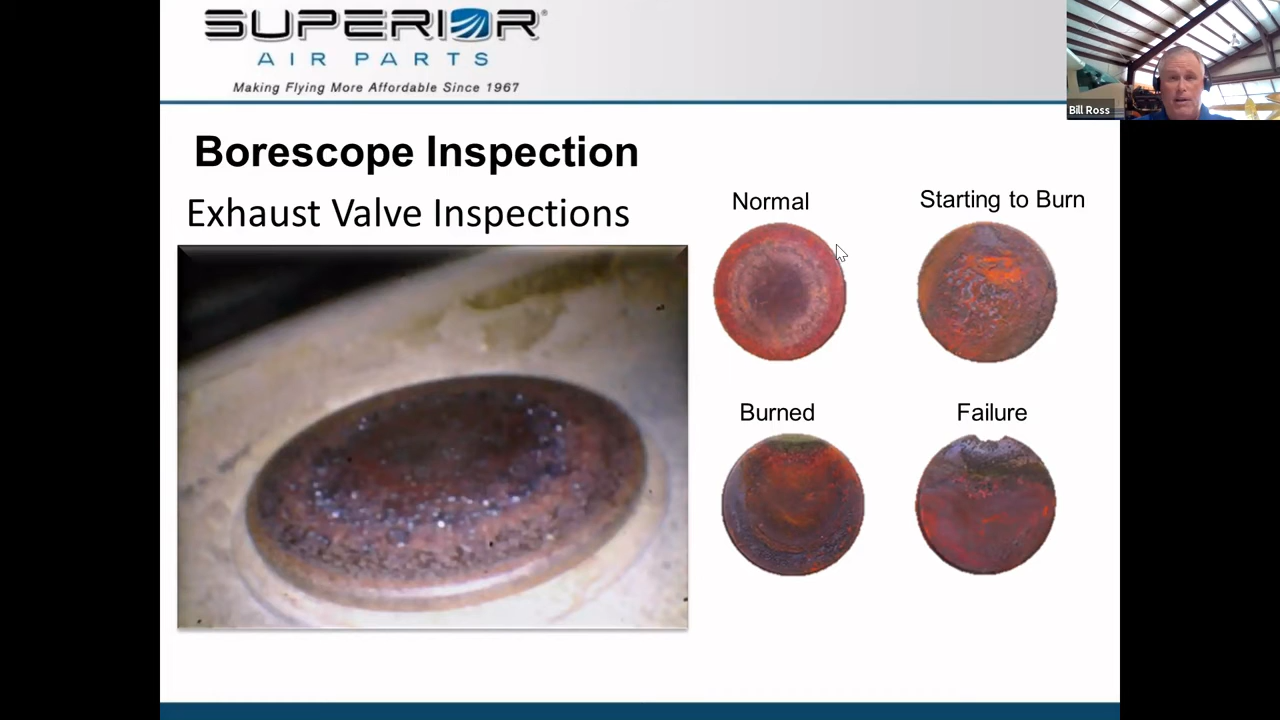 SUPERIOR®
AIR PARTS
Making Flying More Affordable Since 1967
Bill Ross
Borescope Inspection
Exhaust Valve Inspections
Normal
Starting to Burn
Burned
Failure